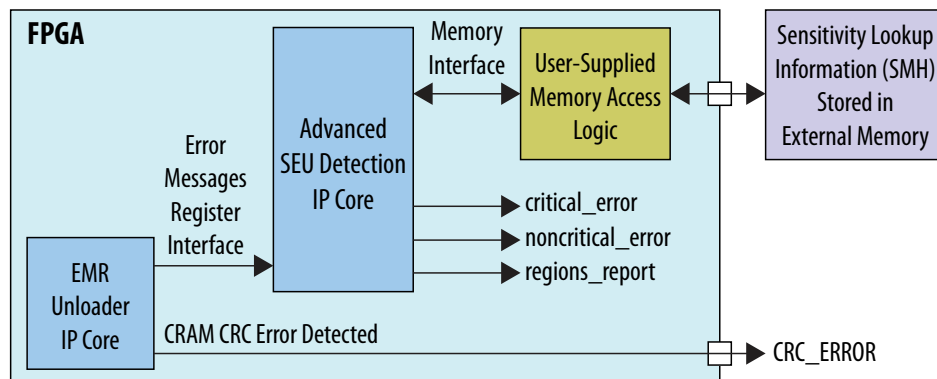 FPGA
Advanced
SEU Detection
IP Core
Memory
Interface
User-Supplied
Memory Access
Logic
Sensitivity Lookup
Information (SMH)
Stored in
External Memory
Error
Messages
Register
Interface
critical_error
noncritical_error
regions_report
EMR
Unloader
IP Core
CRAM CRC Error Detected
CRC_ERROR